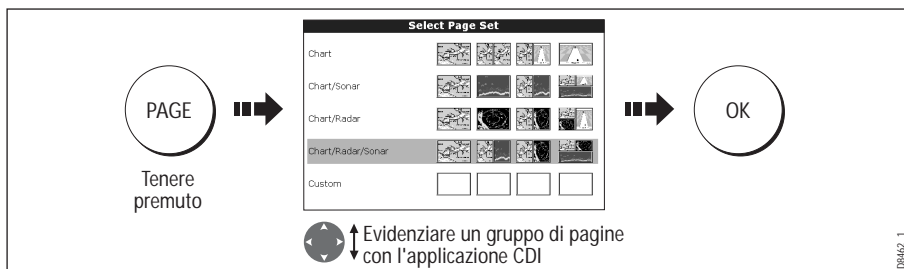 Select Page Set
Chart
Chart/Sonar
Chart/Radar
Chart/Radar/Sonar
Custom
PAGE
Tenere
premuto
OK
Evidenziare un gruppo di pagine
con l'applicazione CDI
D8462_1